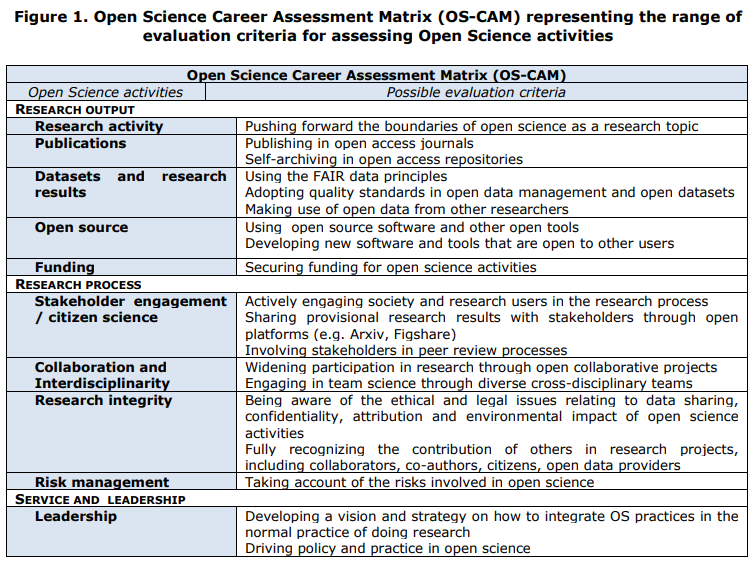 Figure 1. Open Science Career Assessment Matrix (OS-CAM) representing the range of
evaluation criteria for assessing Open Science activities
Open Science Career Assessment Matrix (OS-CAM)
Open Science activities
Possible evaluation criteria
RESEARCH OUTPUT
Research activity
Pushing forward the boundaries of open science as a research topic
Publications
Publishing in open access journals
Self-archiving in open access repositories
Datasets and research
results
Using the FAIR data principles
Adopting quality standards in open data management and open datasets
Making use of open data from other researchers
Open source
Using open source software and other open tools
Developing new software and tools that are open to other users
Funding
Securing funding for open science activities
RESEARCH PROCESS
Stakeholder engagement
/ citizen science
Actively engaging society and research users in the research process
Sharing provisional research results with stakeholders through open
platforms (e.g. Arxiv, Figshare)
Involving stakeholders in peer review processes
Collaboration and
Interdisciplinarity
Widening participation in research through open collaborative projects
Engaging in team science through diverse cross-disciplinary teams
Research integrity
Being aware of the ethical and legal issues relating to data sharing,
confidentiality, attribution and environmental impact of open science
activities
Fully recognizing the contribution of others in research projects,
including collaborators, co-authors, citizens, open data providers
Risk management
Taking account of the risks involved in open science
SERVICE AND LEADERSHIP
Leadership
Developing a vision and strategy on how to integrate OS practices in the
normal practice of doing research
Driving policy and practice in open science